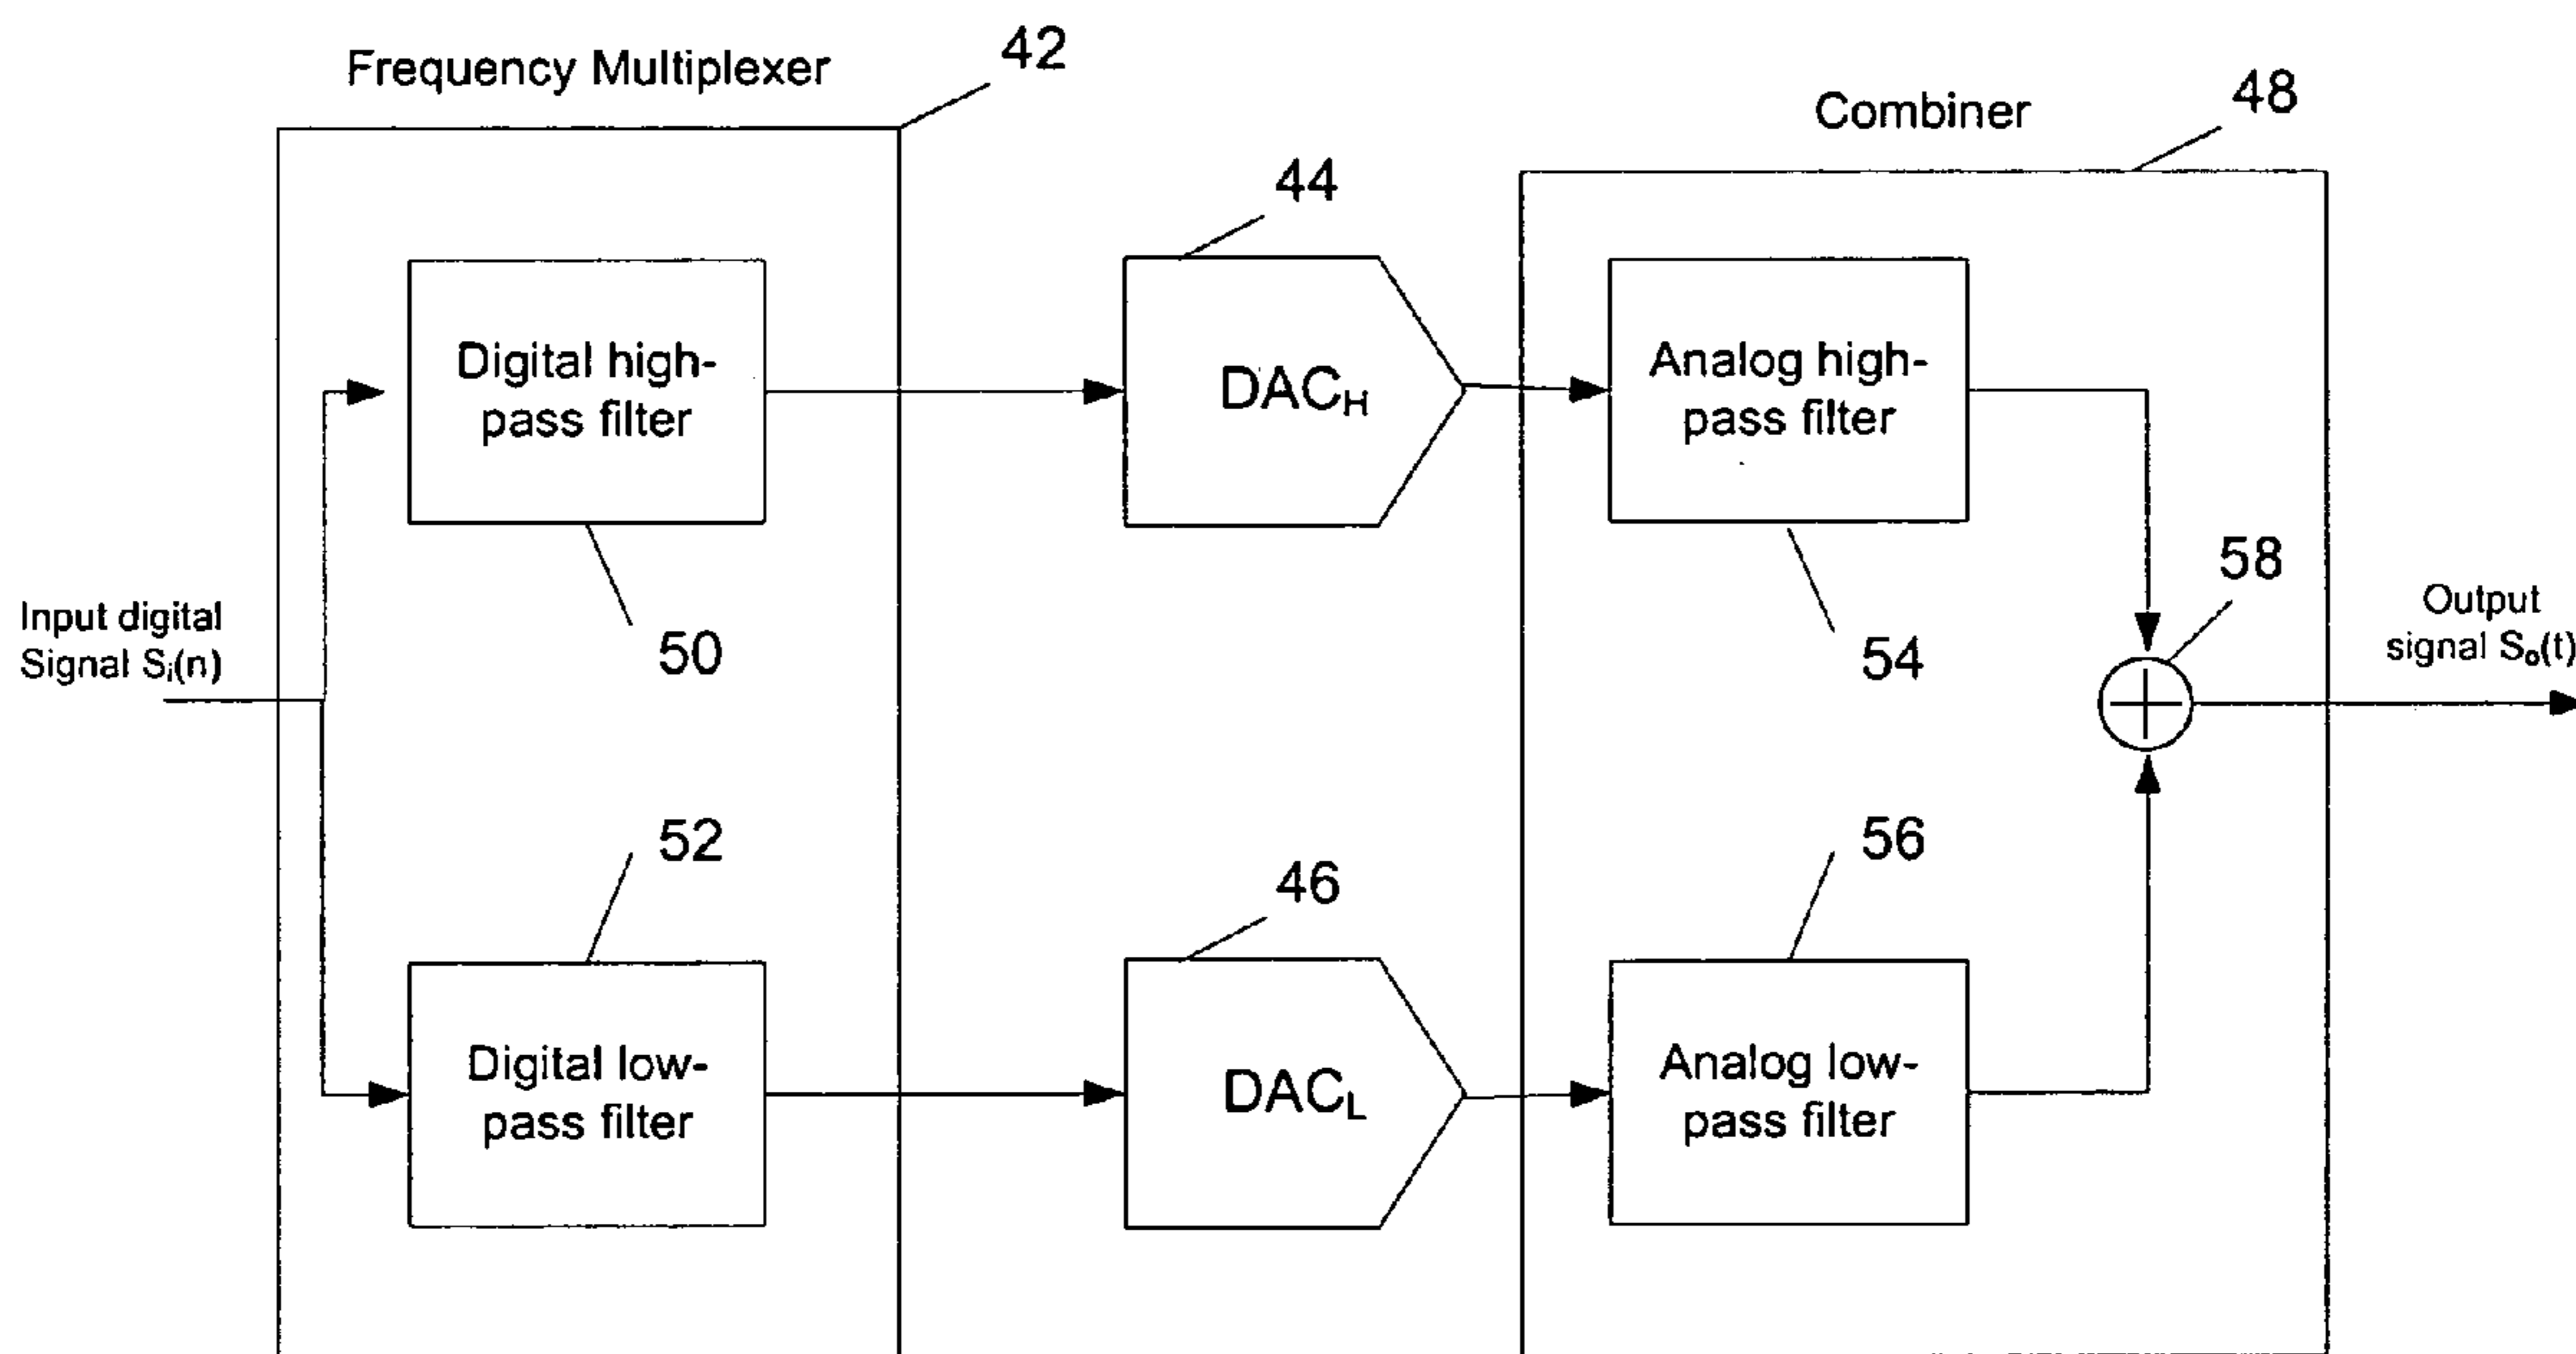 Frequency Multiplexer
42
Combiner
48
44
Digital high-
pass filter
DACH
Analog high-
pass filter
50
54
58
Input digital
Signal Si(n)
Output
signal So(t)
52
46
56
Digital low-
pass filter
DACL
Analog low-
pass filter